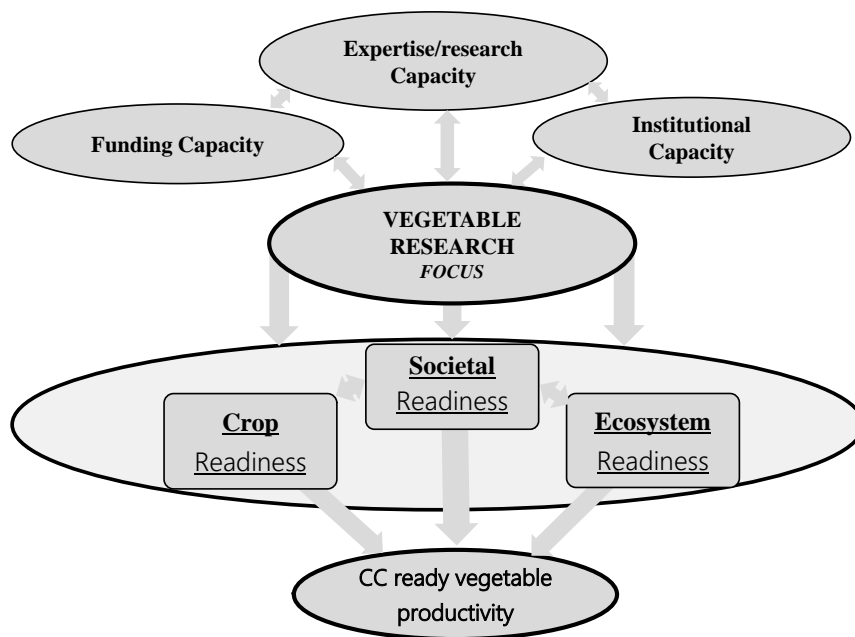 Expertise/research
Capacity
Funding Capacity
Institutional
Capacity
VEGETABLE
RESEARCH
FOCUS
Societal
Readiness
Crop
Readiness
Ecosystem
Readiness
CC ready vegetable
productivity